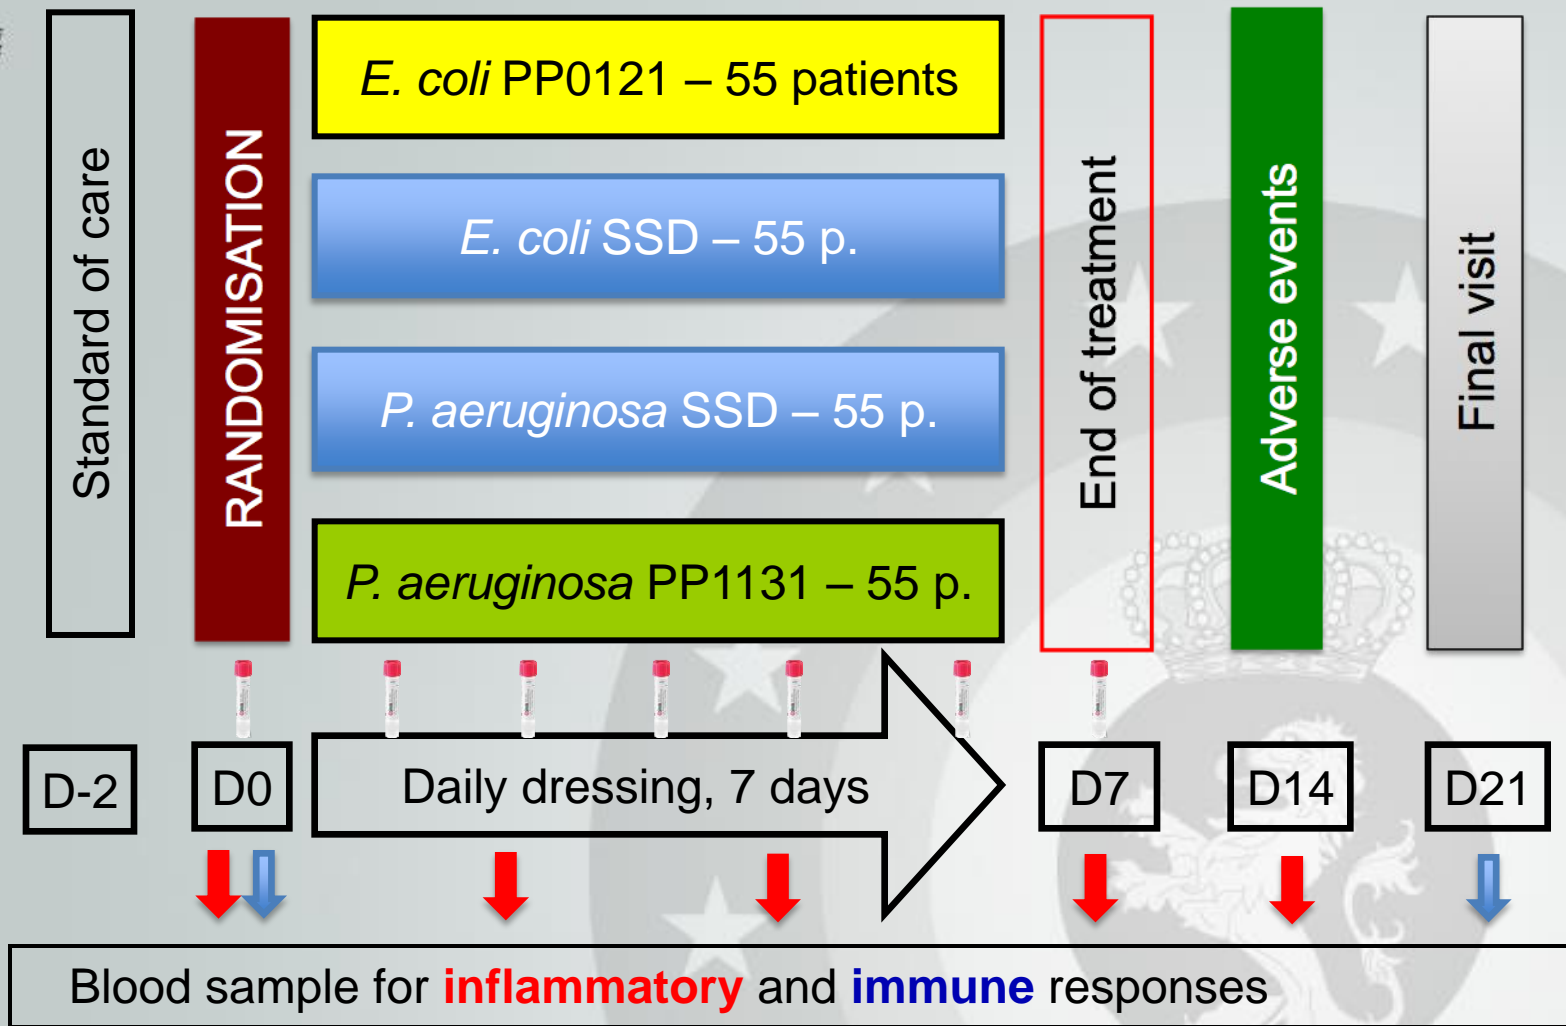 Standard of care
RANDOMISATION
E. coli PP0121 – 55 patients
E. coli SSD – 55 p.
P. aeruginosa SSD – 55 p.
P. aeruginosa PP1131 – 55 p.
End of treatment
Adverse events
Final visit
D-2
D0
Daily dressing, 7 days
D7
D14
D21
Blood sample for inflammatory and immune responses